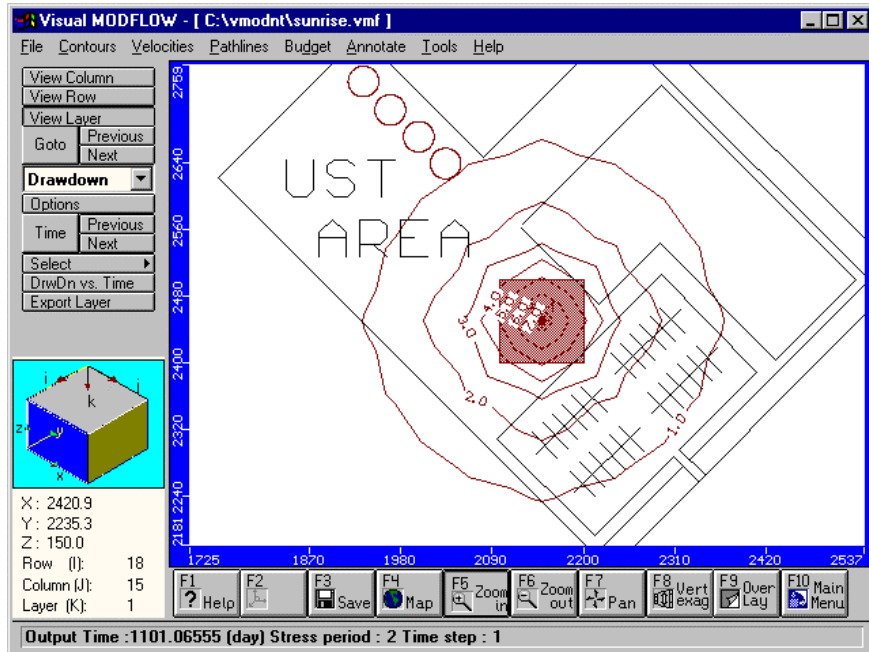 Visual MODFLOW - [ C:\vmodnt\sunrise.vmf ]
File Contours Velocities Pathlines Budget Annotate Tools Help
View Column
View Row
View Layer
Goto Previous
Next
Drawdown
Options
Time Previous
Next
Select
DrwDn vs. Time
Export Layer
i j
k
z
y
x
X : 2420.9
Y : 2235.3
Z : 150.0
Row (I): 18
Column (J): 15
Layer (K): 1
2759
2640
2560
2480
2400
2320
2240
2181
UST
AREA
4.0
3.0
2.0
1.0
1725 1870 1980 2090 2200 2310 2420 2537
F1 ? Help
F2
F3 Save
F4 Map
F5 Zoom in
F6 Zoom out
F7 Pan
F8 Vert exag
F9 Over Lay
F10 Main Menu
Output Time :1101.06555 (day) Stress period : 2 Time step : 1